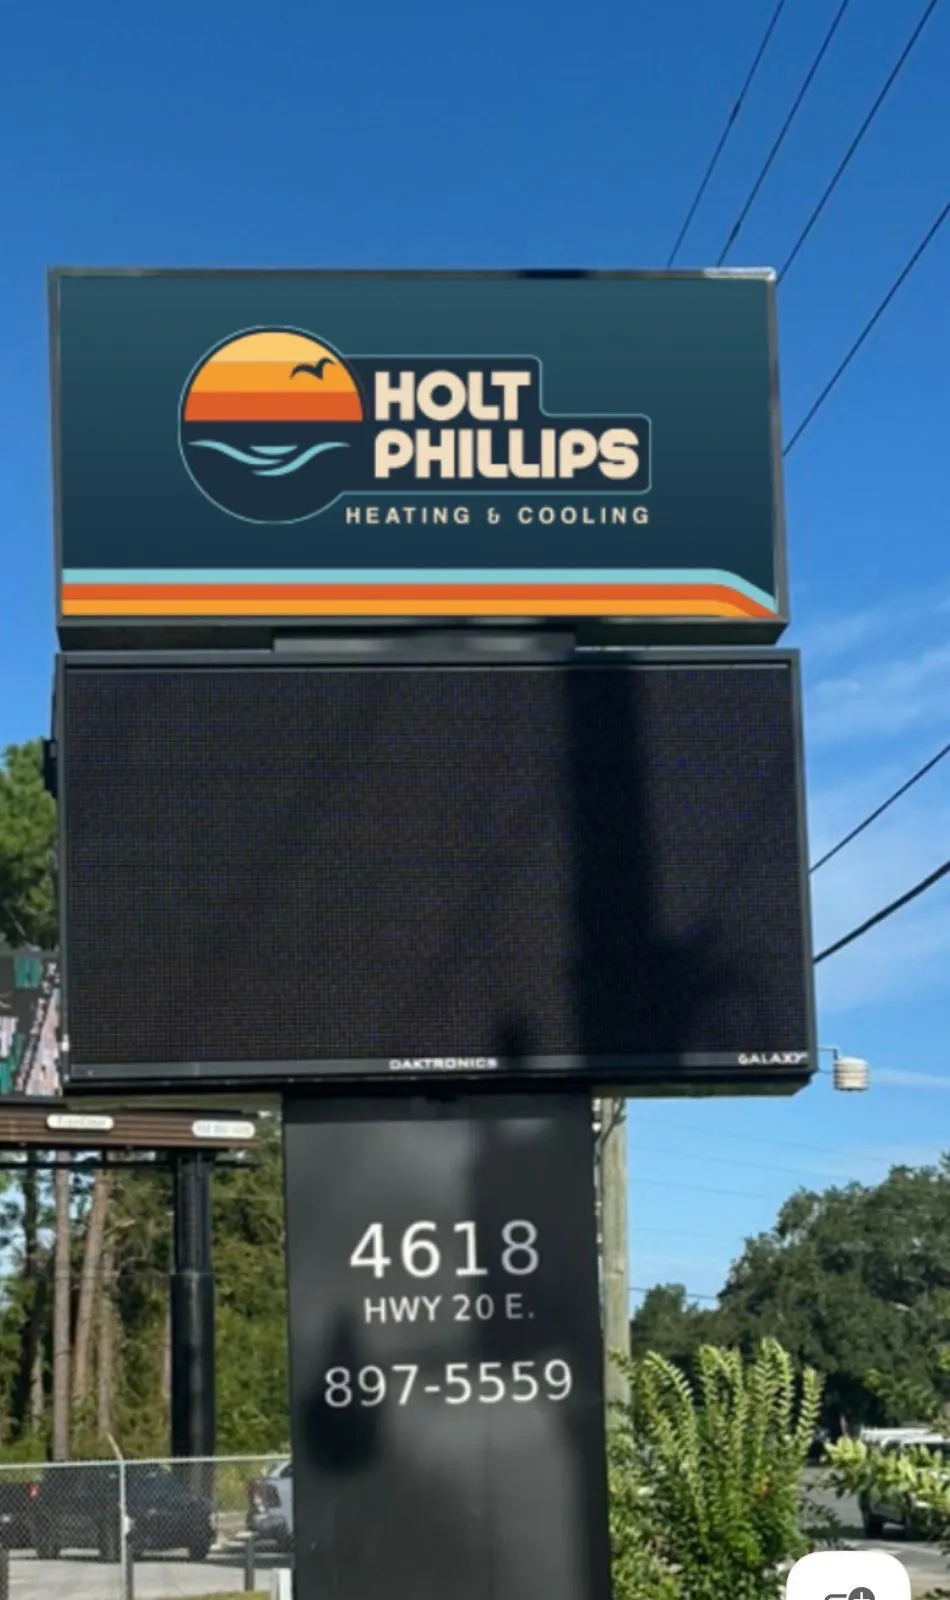 HOLT
PHILLIPS
HEATING & COOLING
DAKTRONICS
GALAXY
4618
HWY 20 E.
897-5559